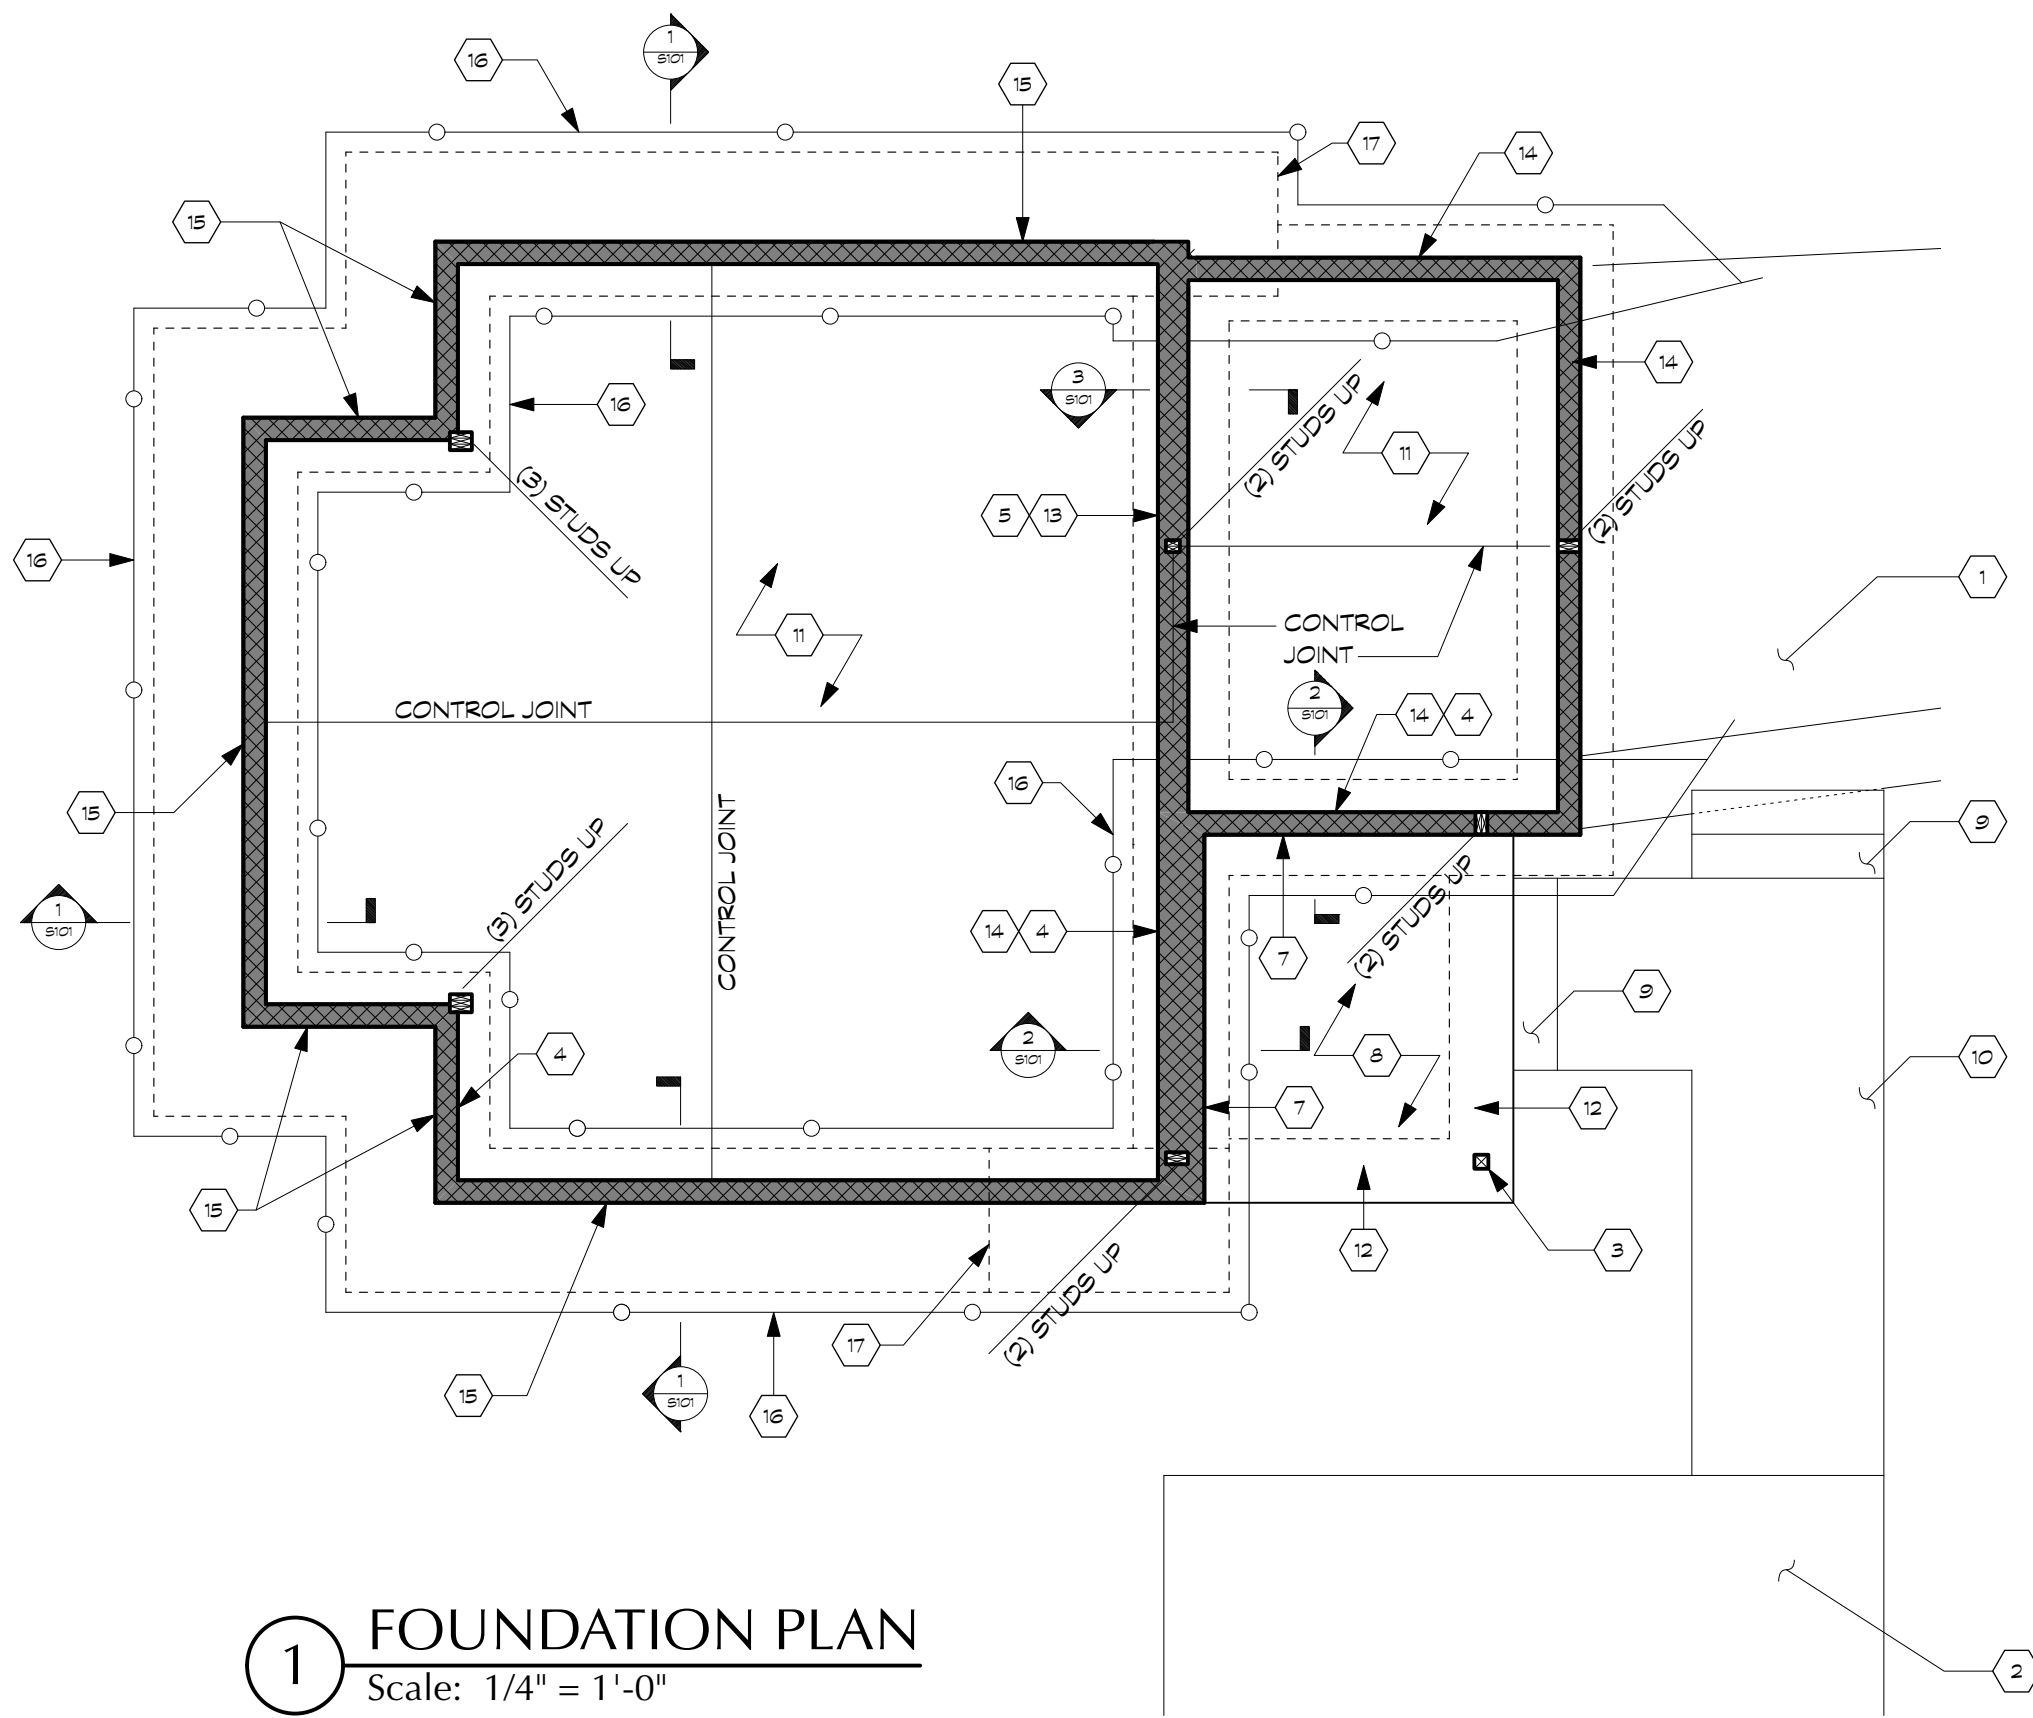 1
S101
16
15
17
14
15
14
3
S101
16
(2) STUDS UP
11
(2) STUDS UP
(3) STUDS UP
5
13
16
1
CONTROL
JOINT
11
2
S101
14
4
CONTROL JOINT
16
15
9
CONTROL JOINT
(3) STUDS UP
1
S101
14
4
7
(2) STUDS UP
9
2
S101
4
8
10
7
12
15
12
3
(2) STUDS UP
17
15
1
S101
16
1
FOUNDATION PLAN
Scale: 1/4" = 1'-0"
2